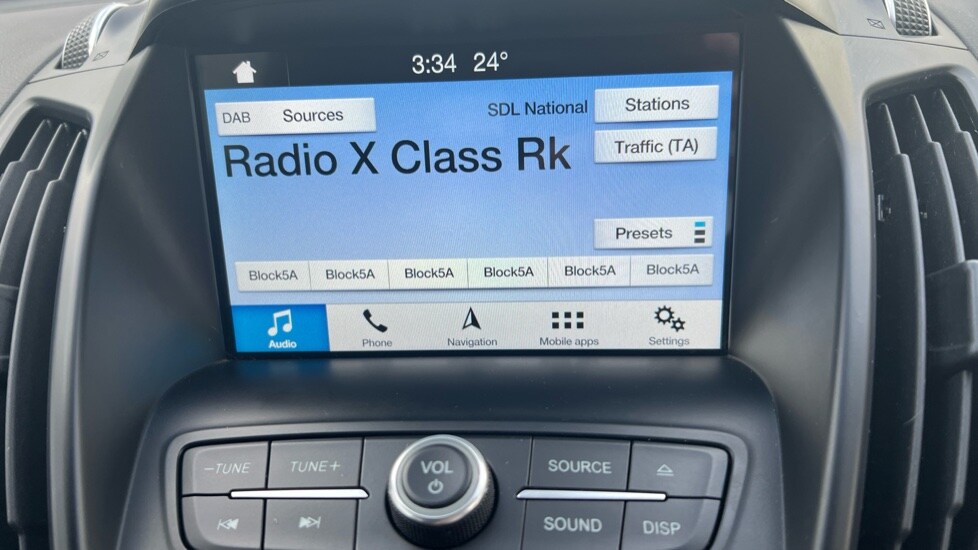 3:34 24°
DAB Sources
SDL National
Stations
Radio X Class Rk
Traffic (TA)
Presets
Block5A Block5A Block5A Block5A Block5A Block5A
Audio Phone Navigation Mobile apps Settings
−TUNE TUNE+ VOL SOURCE
SOUND DISP